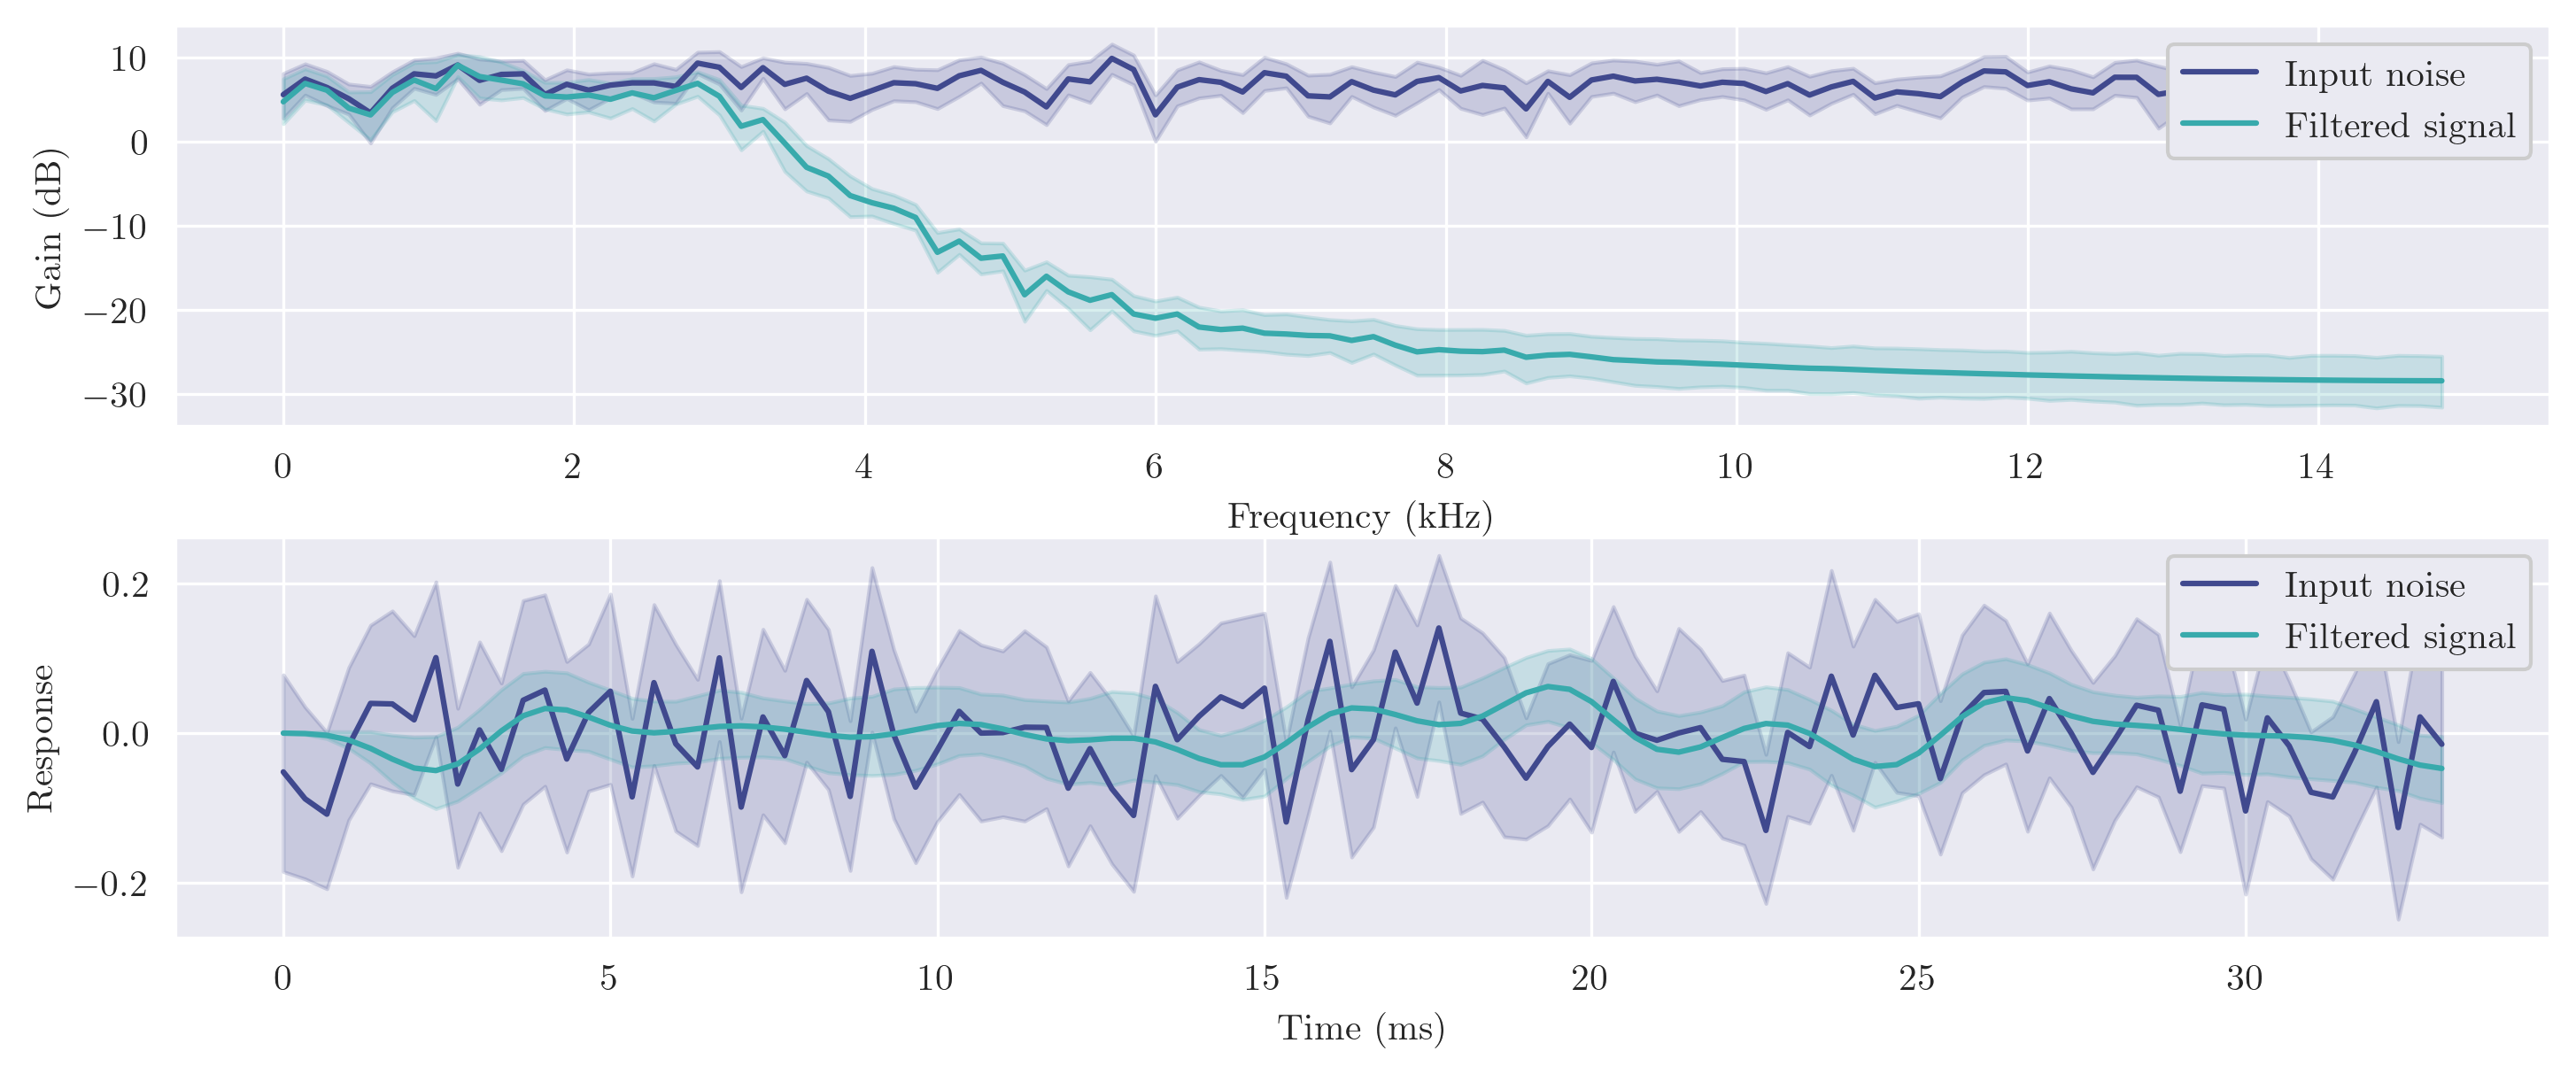 10
0
−10
−20
−30
Gain (dB)
Input noise
Filtered signal
0 2 4 6 8 10 12 14
Frequency (kHz)
0.2
0.0
−0.2
Response
Input noise
Filtered signal
0 5 10 15 20 25 30
Time (ms)